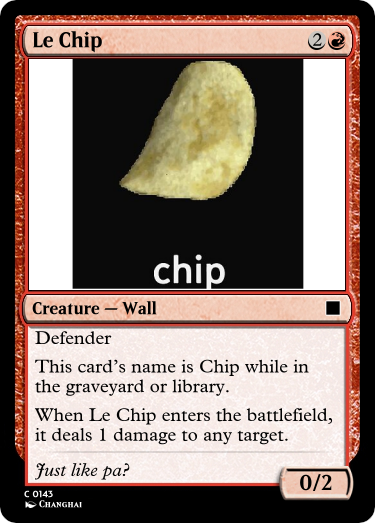 Le Chip 2
chip
Creature — Wall
Defender
This card's name is Chip while in
the graveyard or library.
When Le Chip enters the battlefield,
it deals 1 damage to any target.
Just like pa?
0/2
C 0143
Changhai